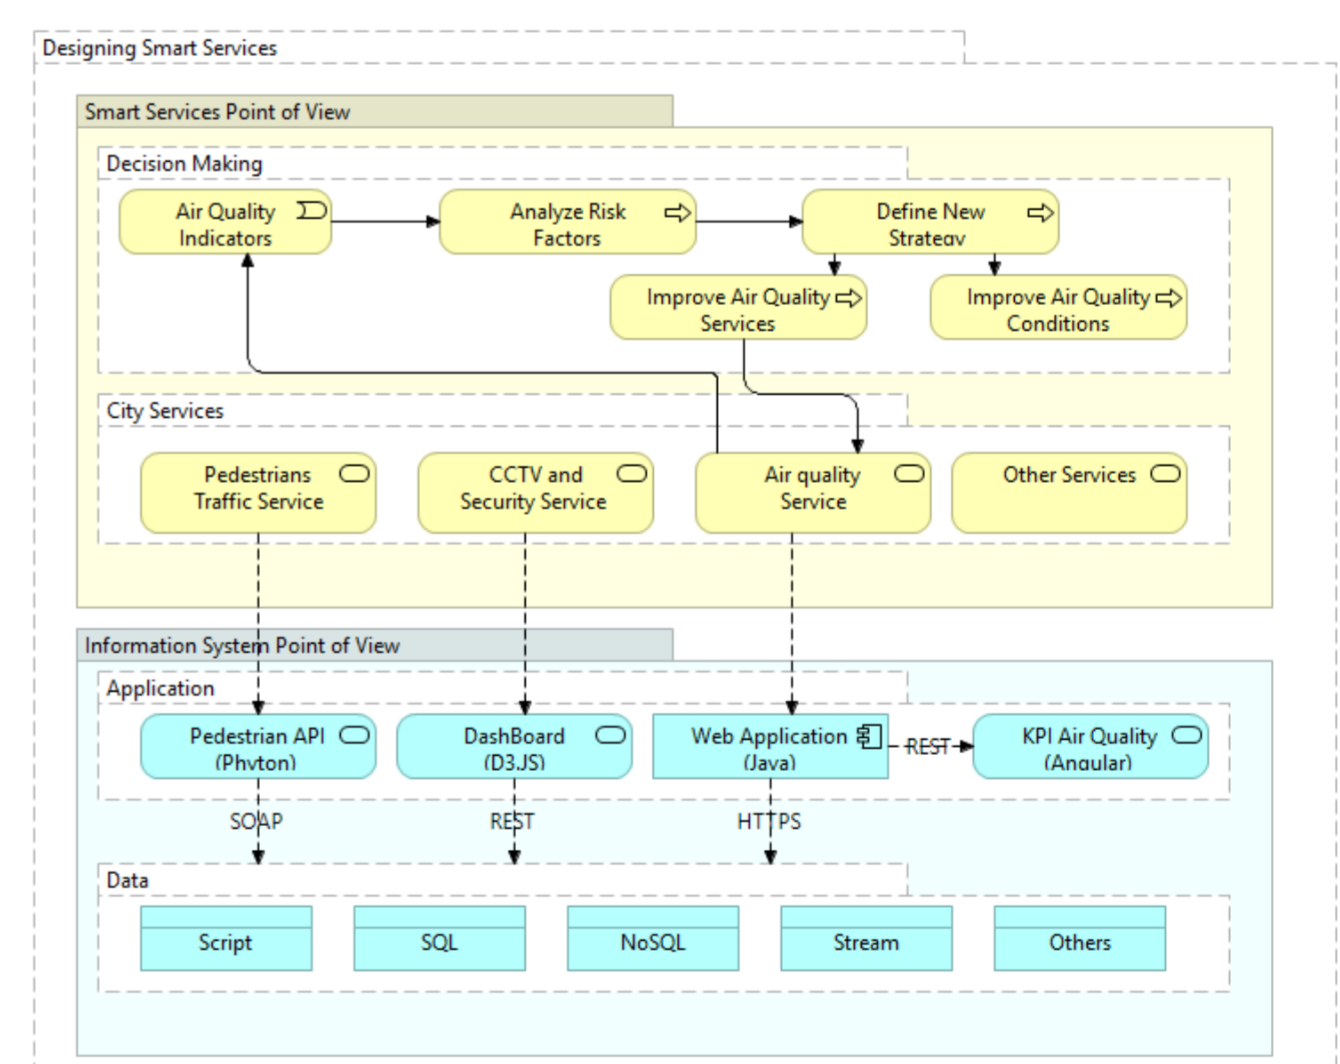 Designing Smart Services
Smart Services Point of View
Decision Making
Air Quality
Indicators
Analyze Risk
Factors
Define New
Strategy
Improve Air Quality
Services
Improve Air Quality
Conditions
City Services
Pedestrians
Traffic Service
CCTV and
Security Service
Air quality
Service
Other Services
Information System Point of View
Application
Pedestrian API
(Phyton)
DashBoard
(D3.JS)
Web Application
(Java)
REST
KPI Air Quality
(Angular)
SOAP
REST
HTTPS
Data
Script
SQL
NoSQL
Stream
Others